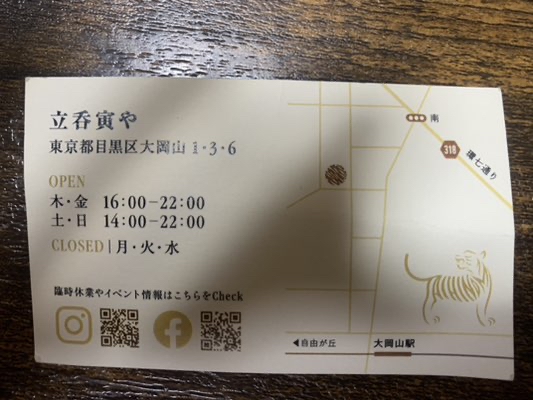 立呑寅や
東京都目黒区大岡山1-3-6
OPEN
木・金 16:00-22:00
土・日 14:00-22:00
CLOSED|月・火・水
臨時休業やイベント情報はこちらをCheck
南
318
環七通り
◀自由が丘
大岡山駅